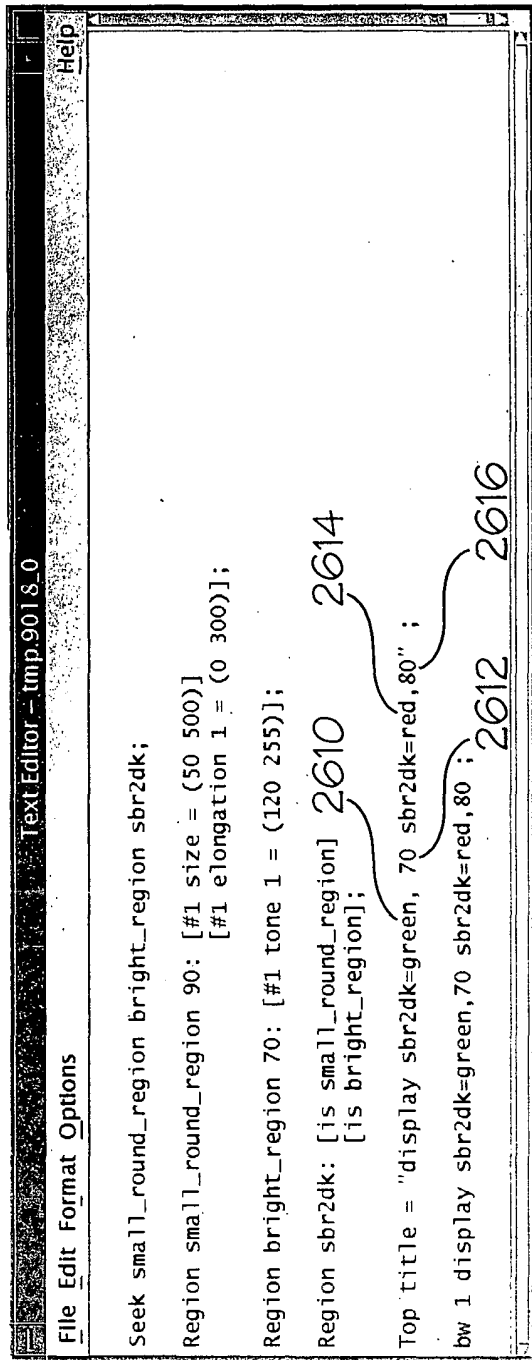 Text Editor – tmp.9018_0
File Edit Format Options Help
Seek small_round_region bright_region sbr2dk;
Region small_round_region 90: [#1 size = (50 500)]
[#1 elongation 1 = (0 300)];
Region bright_region 70: [#1 tone 1 = (120 255)];
Region sbr2dk: [is small_round_region] 2610 2614
[is bright_region];
Top title = "display sbr2dk=green, 70 sbr2dk=red,80" ;
bw 1 display sbr2dk=green,70 sbr2dk=red,80 ; 2612 2616